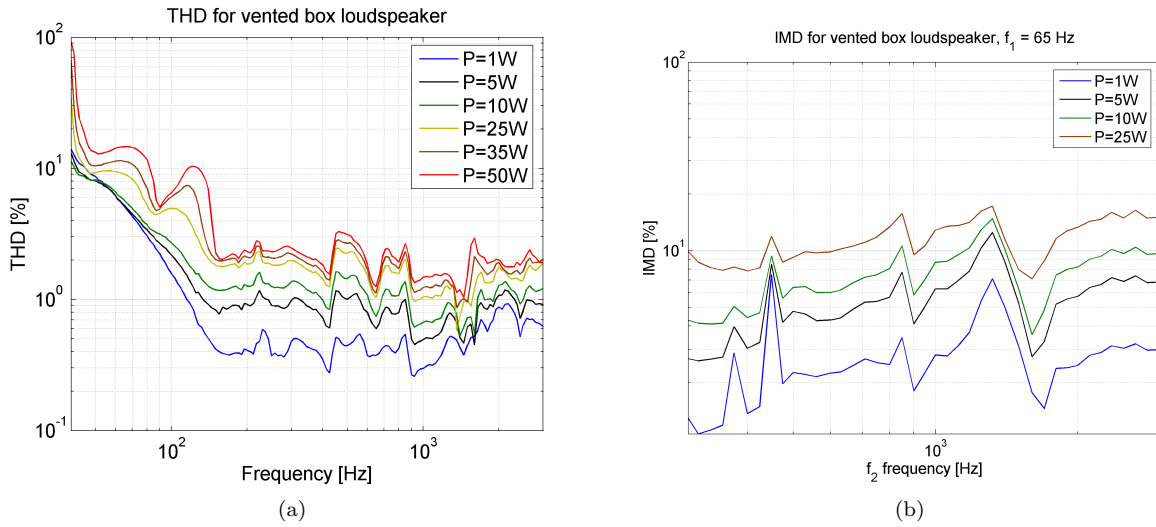 THD for vented box loudspeaker
10^2
10^1
10^0
10^-1
THD [%]
P=1W
P=5W
P=10W
P=25W
P=35W
P=50W
10^2
10^3
Frequency [Hz]
(a)
IMD for vented box loudspeaker, f_1 = 65 Hz
10^2
10^1
IMD [%]
P=1W
P=5W
P=10W
P=25W
10^3
f_2 frequency [Hz]
(b)